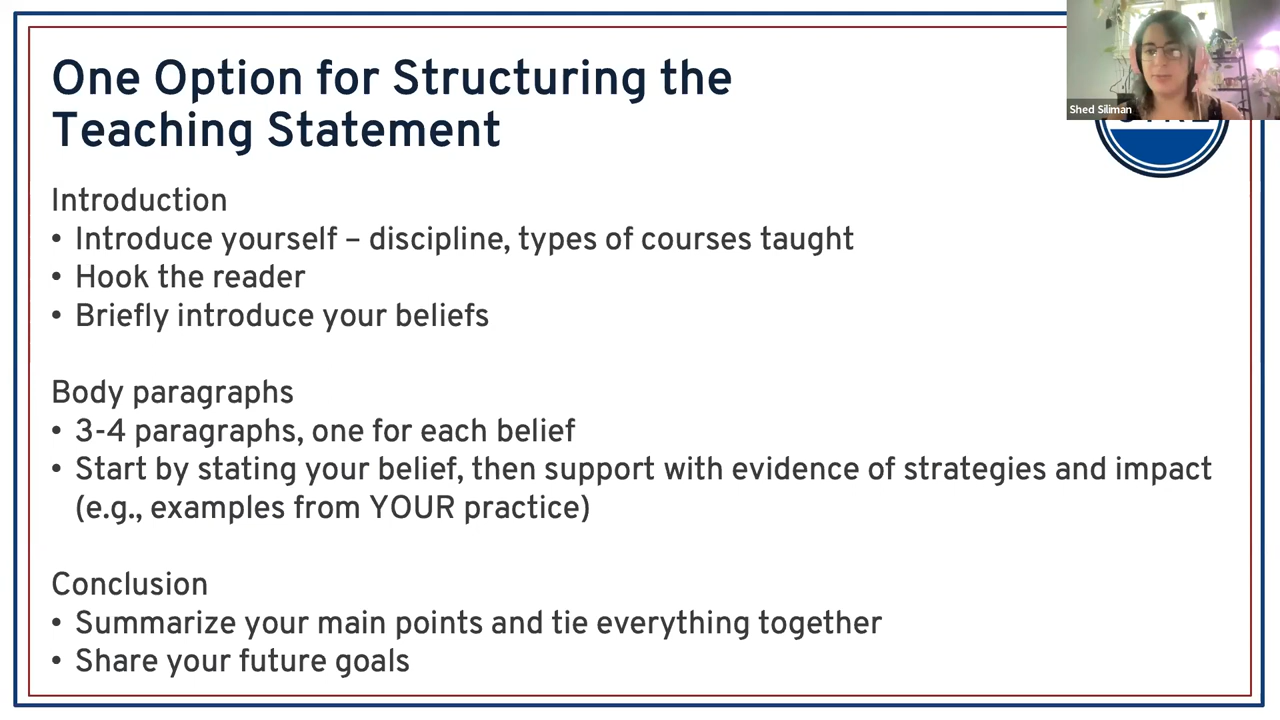 One Option for Structuring the
Teaching Statement
Shed Siliman
Introduction
• Introduce yourself – discipline, types of courses taught
• Hook the reader
• Briefly introduce your beliefs
Body paragraphs
• 3-4 paragraphs, one for each belief
• Start by stating your belief, then support with evidence of strategies and impact
(e.g., examples from YOUR practice)
Conclusion
• Summarize your main points and tie everything together
• Share your future goals